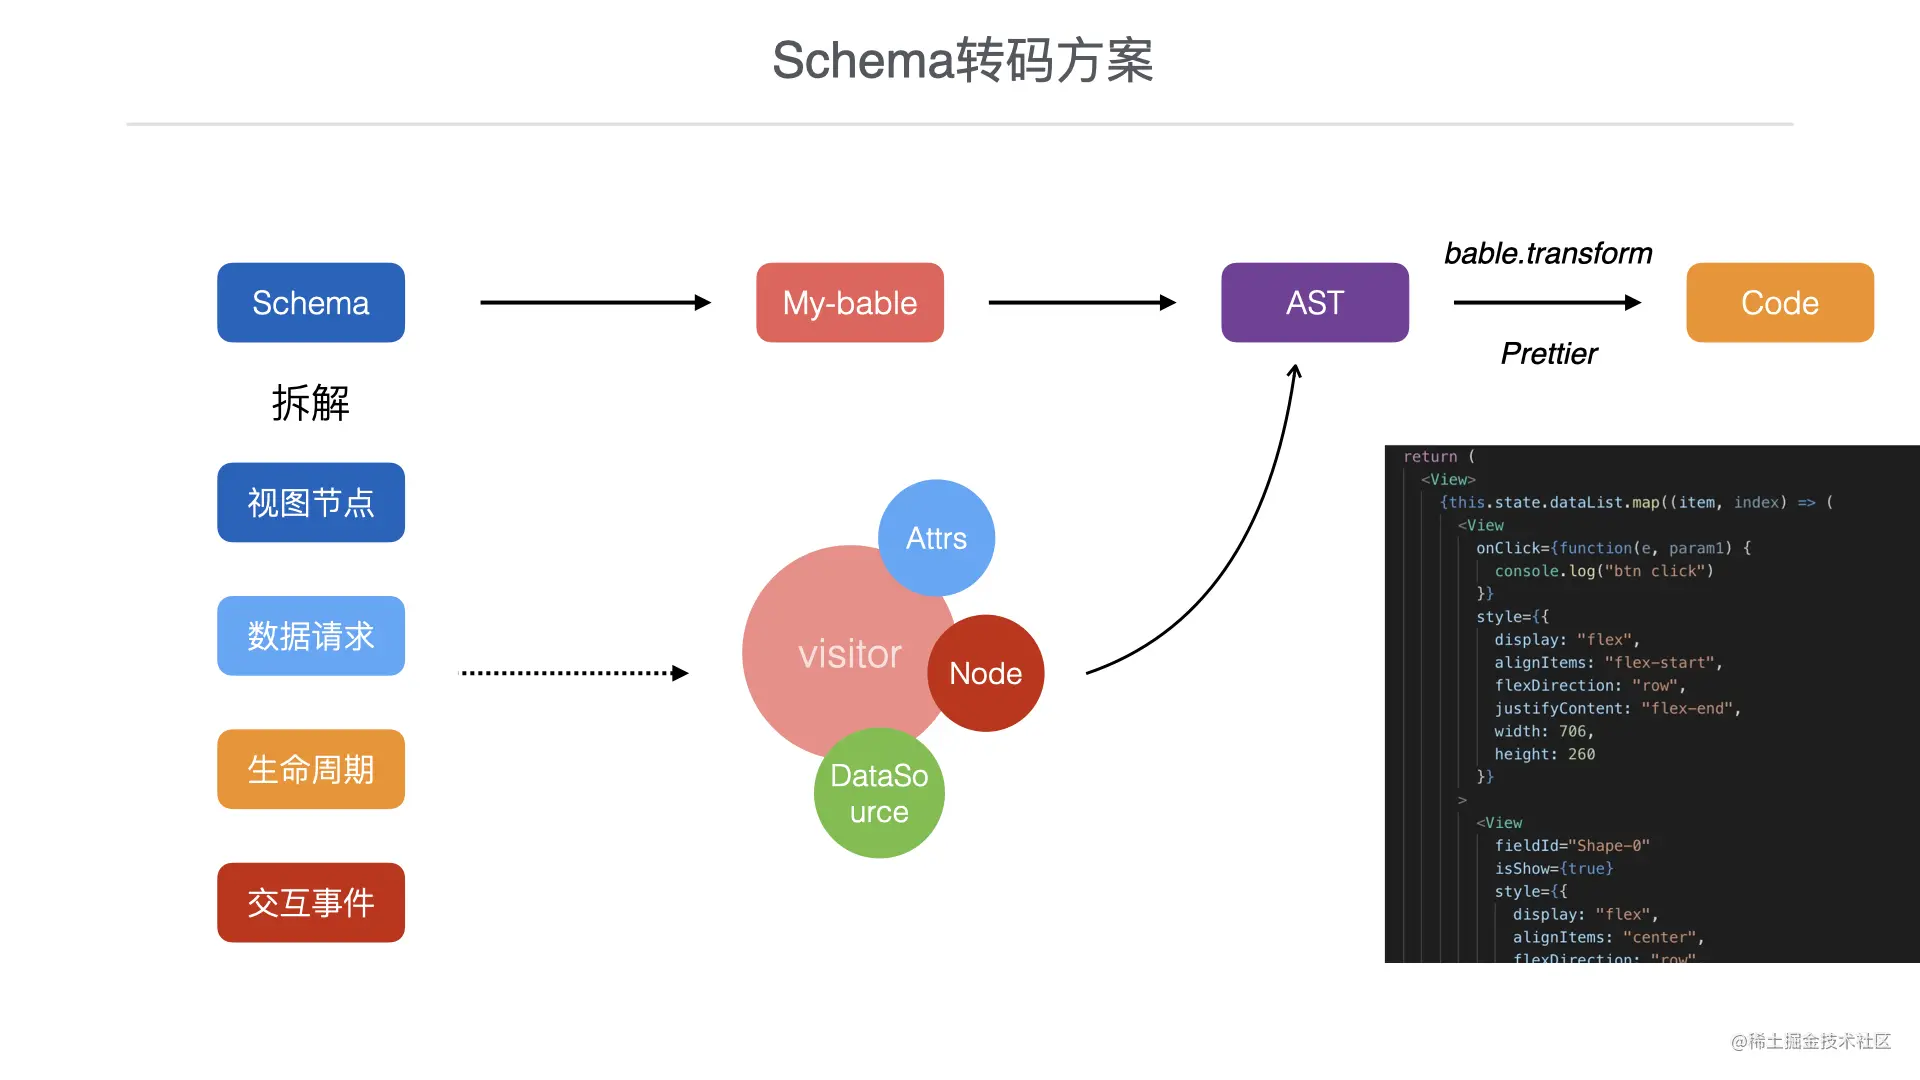 Schema转码方案
Schema
My-bable
AST
bable.transform
Prettier
Code
拆解
视图节点
数据请求
生命周期
交互事件
visitor
Attrs
Node
DataSo
urce
return (
<View>
{this.state.dataList.map((item, index) => (
<View
onClick={function(e, param1) {
console.log("btn click")
}}
style={{
display: "flex",
alignItems: "flex-start",
flexDirection: "row",
justifyContent: "flex-end",
width: 706,
height: 260
}}
>
<View
fieldId="Shape-0"
isShow={true}
style={{
display: "flex",
alignItems: "center",
flexDirection: "row"
@稀土掘金技术社区